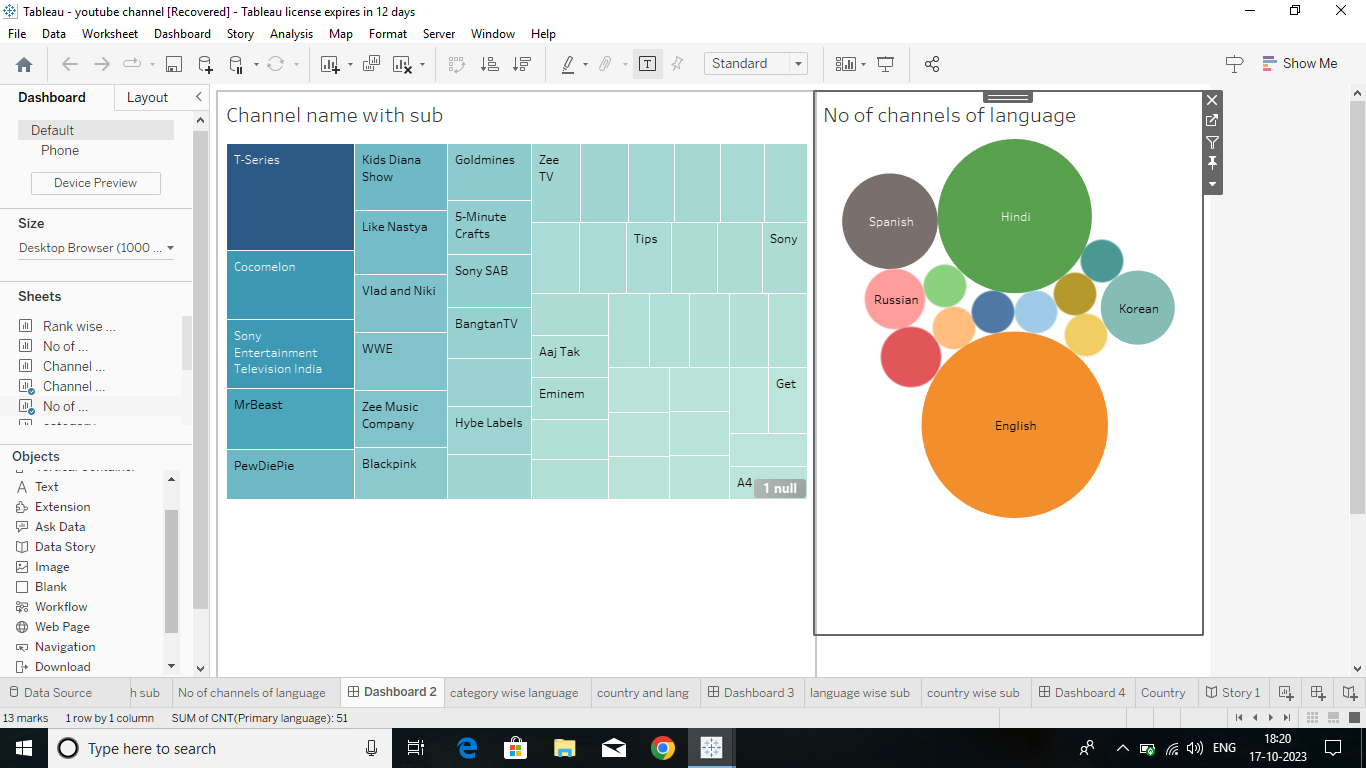 Tableau - youtube channel [Recovered] - Tableau license expires in 12 days
File Data Worksheet Dashboard Story Analysis Map Format Server Window Help
Standard
Show Me
Dashboard Layout
Default
Phone
Device Preview
Size
Desktop Browser (1000 ...
Sheets
Rank wise ...
No of ...
Channel ...
Channel ...
No of ...
Objects
Text
Extension
Ask Data
Data Story
Image
Blank
Workflow
Web Page
Navigation
Download
Channel name with sub
T-Series
Cocomelon
Sony
Entertainment
Television India
MrBeast
PewDiePie
Kids Diana
Show
Like Nastya
Vlad and Niki
WWE
Zee Music
Company
Blackpink
Goldmines
5-Minute
Crafts
Sony SAB
BangtanTV
Hybe Labels
Zee
TV
Tips
Sony
Aaj Tak
Eminem
Get
A4
1 null
No of channels of language
Spanish
Hindi
Russian
Korean
English
Data Source
h sub
No of channels of language
Dashboard 2
category wise language
country and lang
Dashboard 3
language wise sub
country wise sub
Dashboard 4
Country
Story 1
13 marks 1 row by 1 column SUM of CNT(Primary language): 51
Type here to search
ENG
18:20
17-10-2023